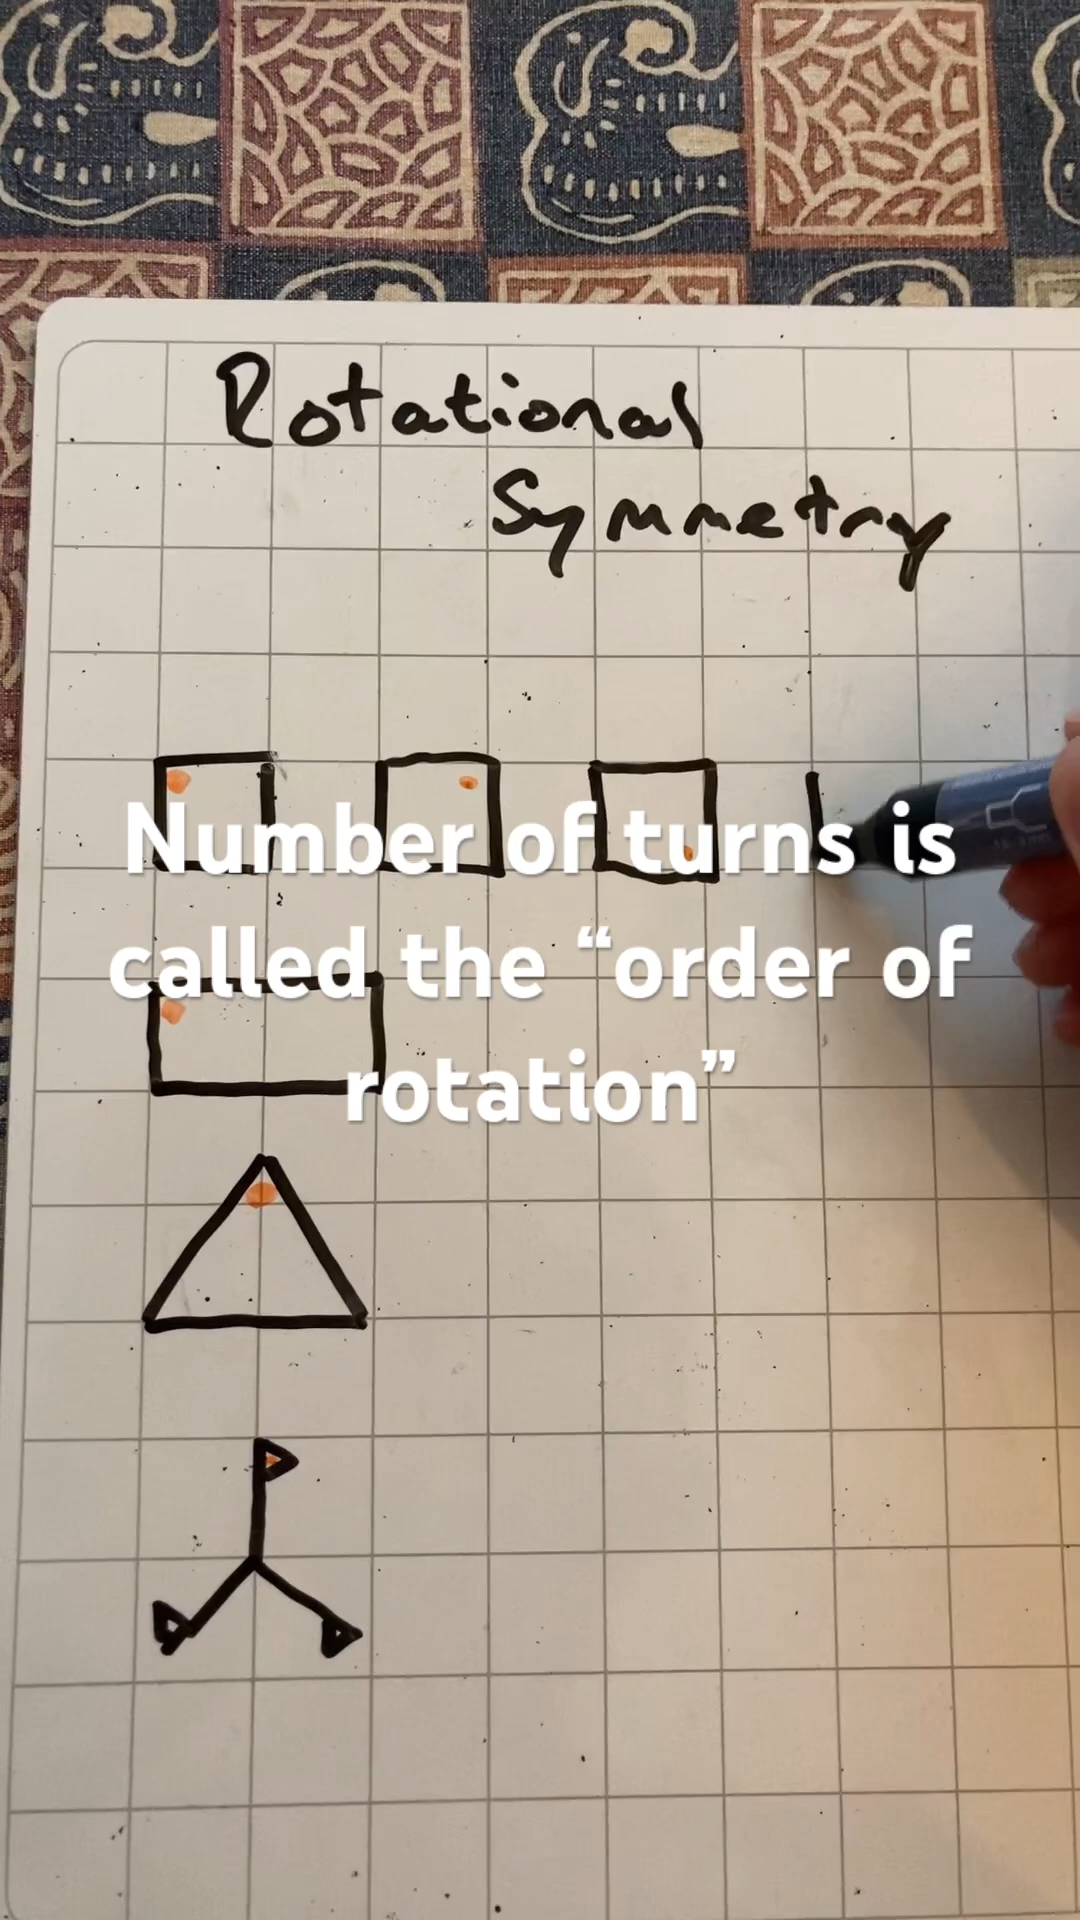 Rotational
Symmetry
Number of turns is
called the “order of
rotation”